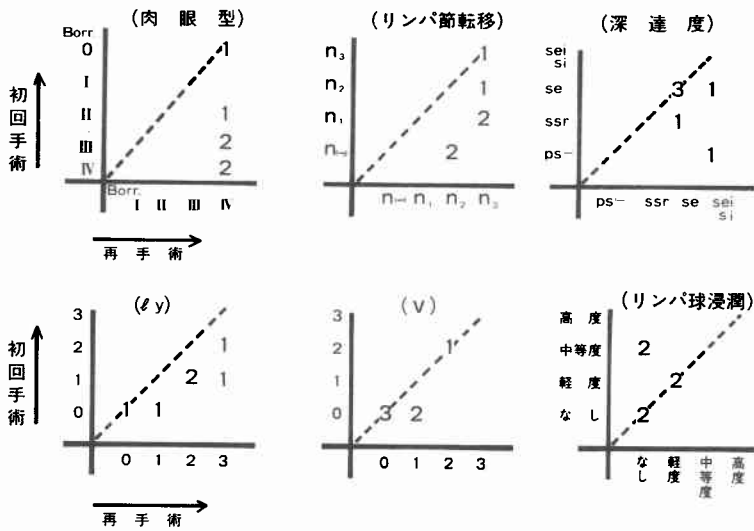 (肉眼型)
Borr.
0 1
I
II 1
III 2
IV 2
Borr.
I II III IV
初回手術
再手術
(リンパ節転移)
n₃ 1
n₂ 1
n₁ 2
n₍₋₎ 2
n₍₋₎ n₁ n₂ n₃
(深達度)
sei
si
se 3 1
ssr 1
ps⁻ 1
ps⁻ ssr se sei
si
(ℓy)
3
2 1
1 2 1
0 1 1
0 1 2 3
初回手術
再手術
(V)
3
2 1
1
0 3 2
0 1 2 3
(リンパ球浸潤)
高度
中等度 2
軽度 2
なし 2
なし 軽度 中等度 高度